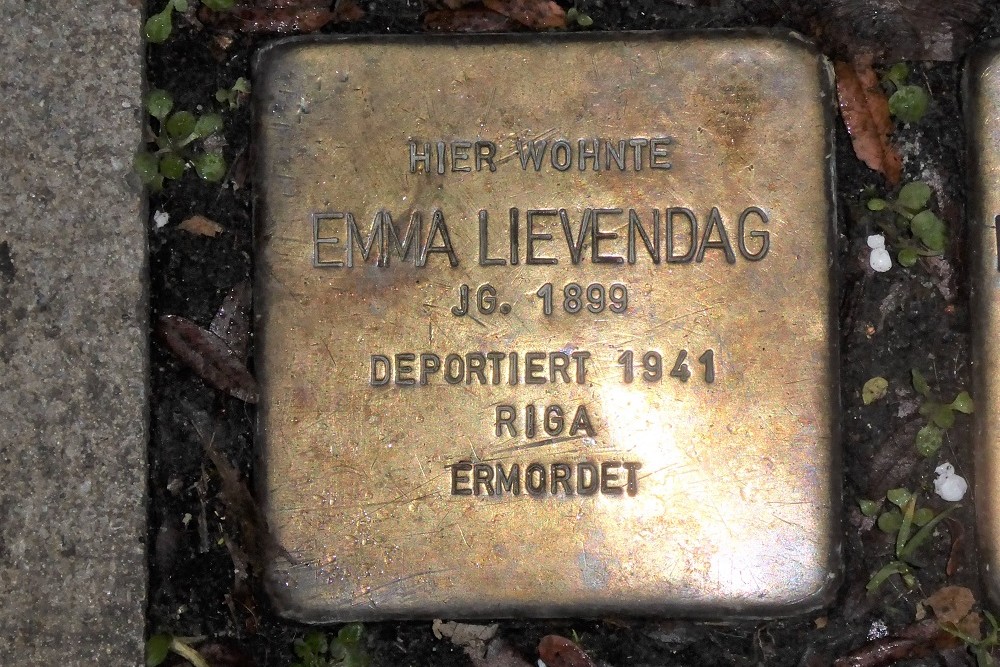 HIER WOHNTE
EMMA LIEVENDAG
JG. 1899
DEPORTIERT 1941
RIGA
ERMORDET